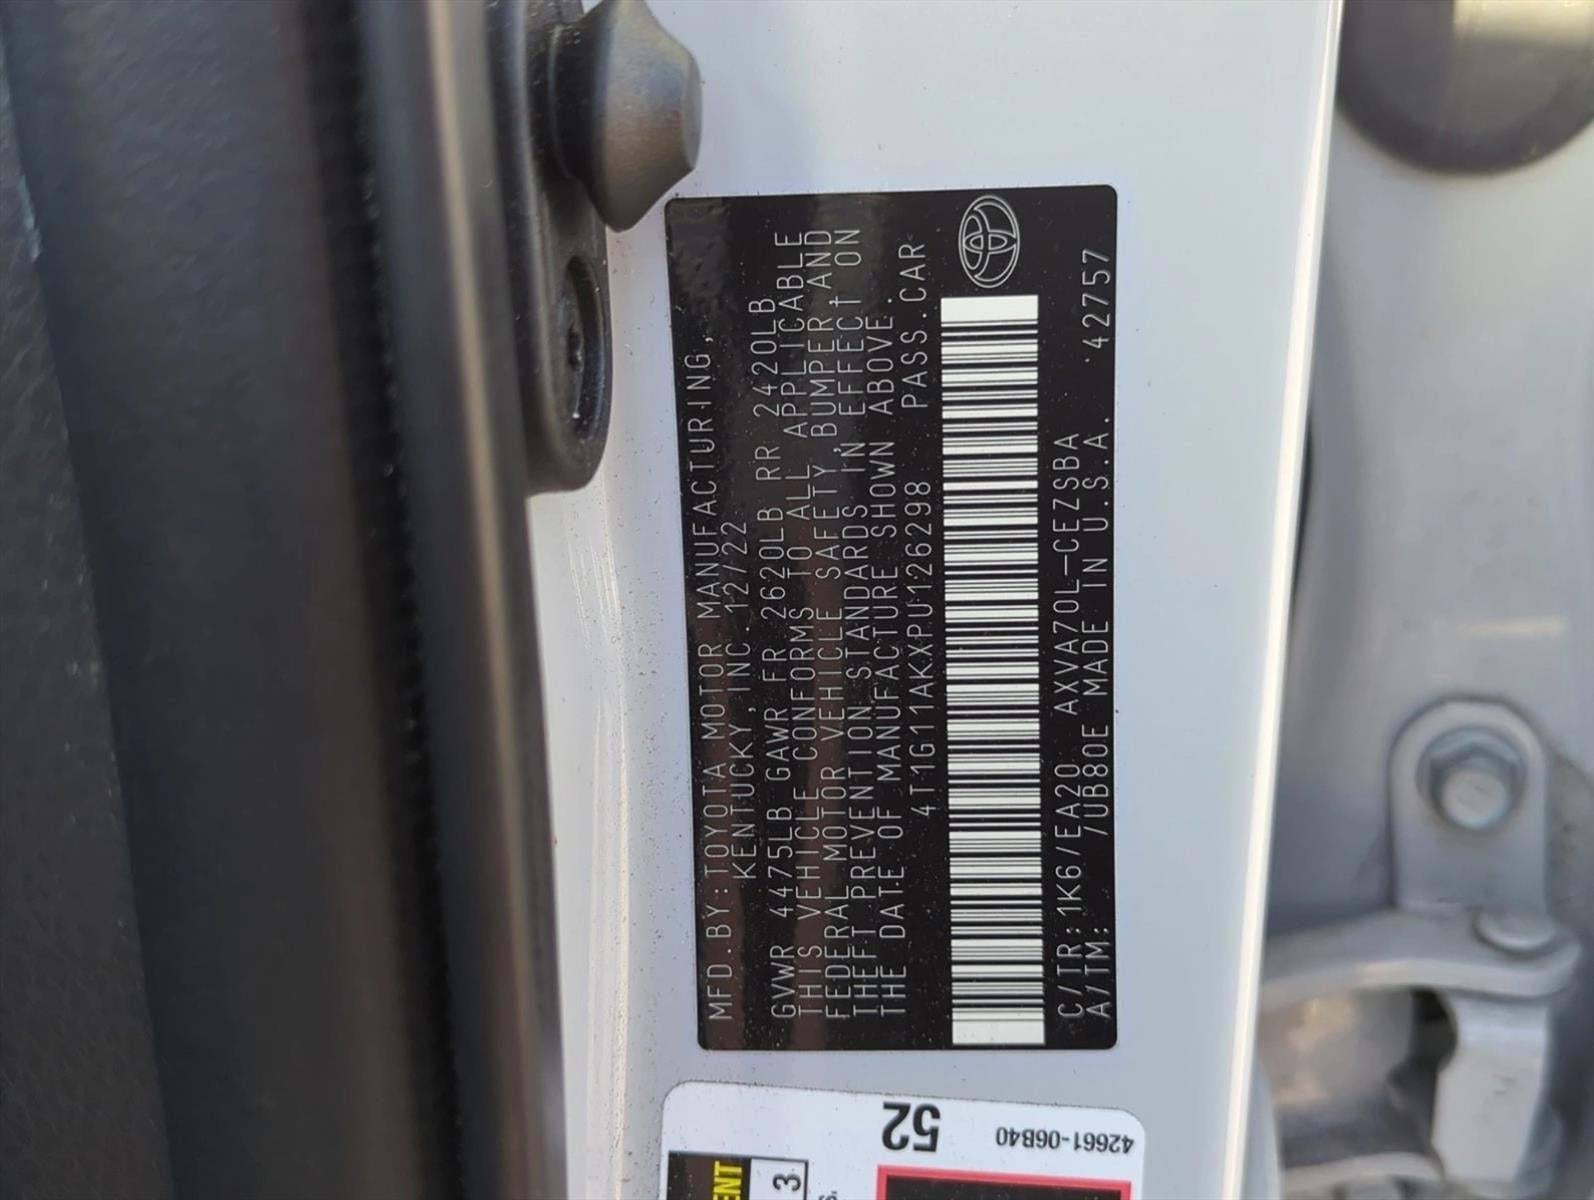 MFD.BY:TOYOTA MOTOR MANUFACTURING,
KENTUCKY,INC. 12/22
GVWR 4475LB GAWR FR 2620LB RR 2420LB
THIS VEHICLE CONFORMS TO ALL APPLICABLE
FEDERAL MOTOR VEHICLE SAFETY,BUMPER,AND
THEFT PREVENTION STANDARDS IN EFFECT ON
THE DATE OF MANUFACTURE SHOWN ABOVE.
4T1G11AKXPU126298 PASS.CAR
C/TR:1K6/EA20 AXVA70L-CEZSBA
A/TM: /UB80E MADE IN U.S.A. 42757
42661-06B40
52
3